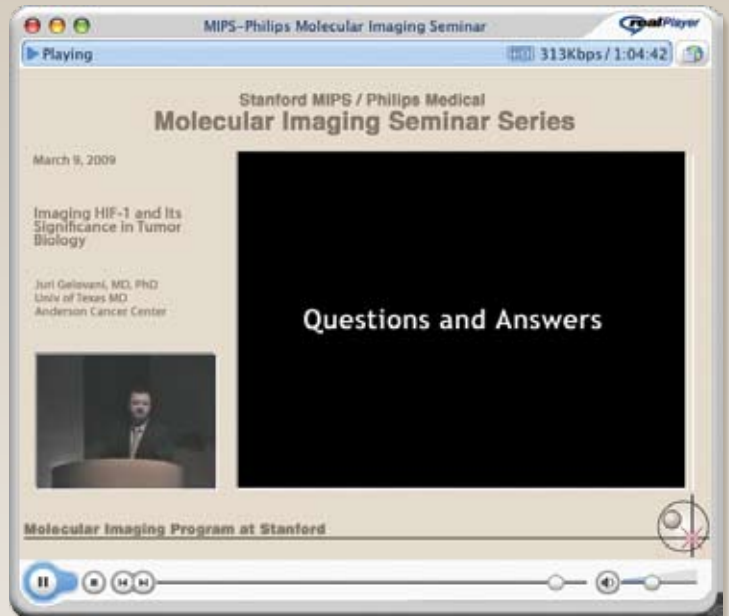 MIPS-Philips Molecular Imaging Seminar
realPlayer
Playing
313Kbps / 1:04:42
Stanford MIPS / Philips Medical
Molecular Imaging Seminar Series
March 9, 2009
Imaging HIF-1 and Its
Significance in Tumor
Biology
Juri Gelovani, MD, PhD
Univ of Texas MD
Anderson Cancer Center
Questions and Answers
Molecular Imaging Program at Stanford